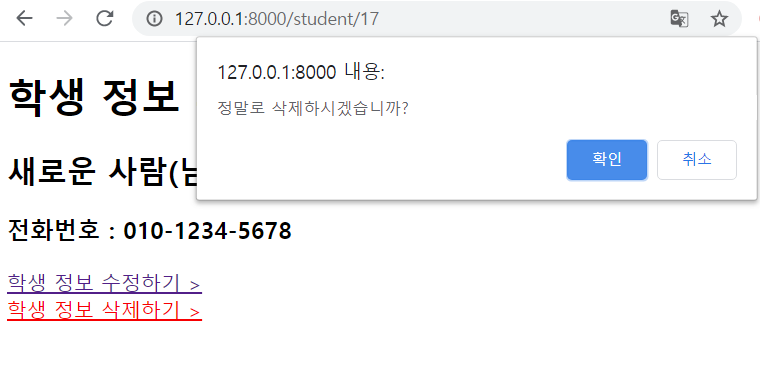 127.0.0.1:8000/student/17
127.0.0.1:8000 내용:
정말로 삭제하시겠습니까?
확인
취소
학생 정보
새로운 사람(
전화번호 : 010-1234-5678
학생 정보 수정하기 >
학생 정보 삭제하기 >